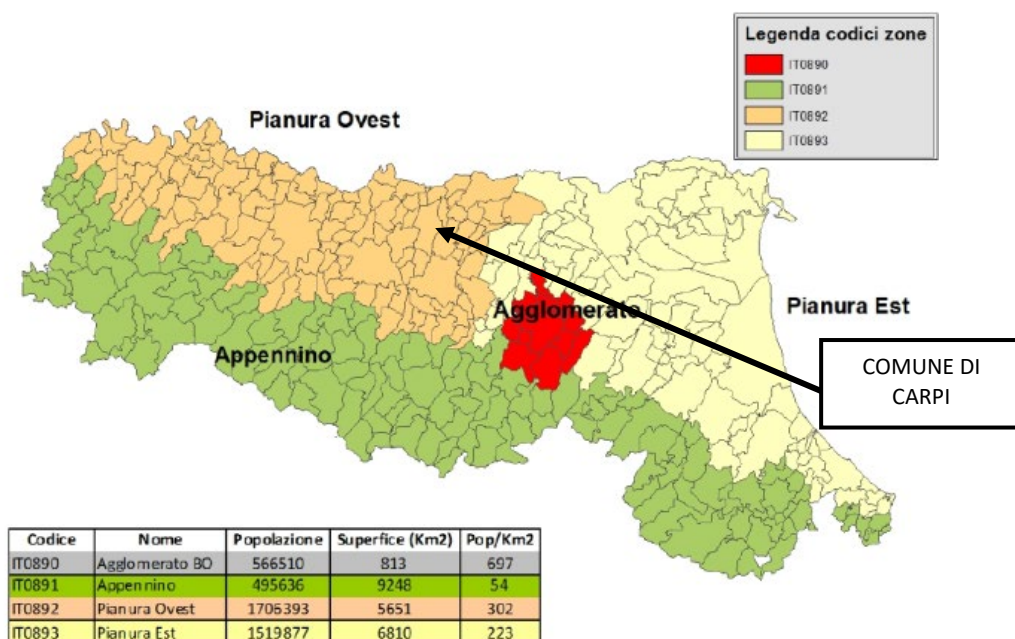 Legenda codici zone
IT0890
IT0891
IT0892
IT0893
Pianura Ovest
Agglomerato
Pianura Est
Appennino
COMUNE DI
CARPI
Codice Nome Popolazione Superfice (Km2) Pop/Km2
IT0890 Agglomerato BO 566510 813 697
IT0891 Appennino 495636 9248 54
IT0892 Pianura Ovest 1706393 5651 302
IT0893 Pianura Est 1519877 6810 223